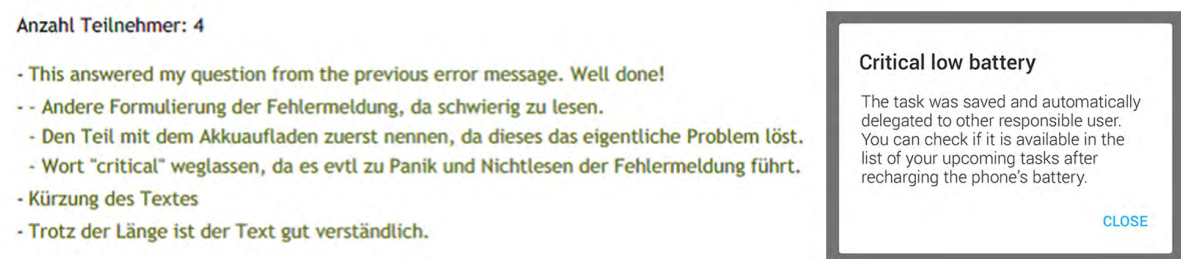 Anzahl Teilnehmer: 4
- This answered my question from the previous error message. Well done!
- - Andere Formulierung der Fehlermeldung, da schwierig zu lesen.
- Den Teil mit dem Akkuaufladen zuerst nennen, da dieses das eigentliche Problem löst.
- Wort "critical" weglassen, da es evtl zu Panik und Nichtlesen der Fehlermeldung führt.
- Kürzung des Textes
- Trotz der Länge ist der Text gut verständlich.
Critical low battery
The task was saved and automatically
delegated to other responsible user.
You can check if it is available in the
list of your upcoming tasks after
recharging the phone's battery.
CLOSE